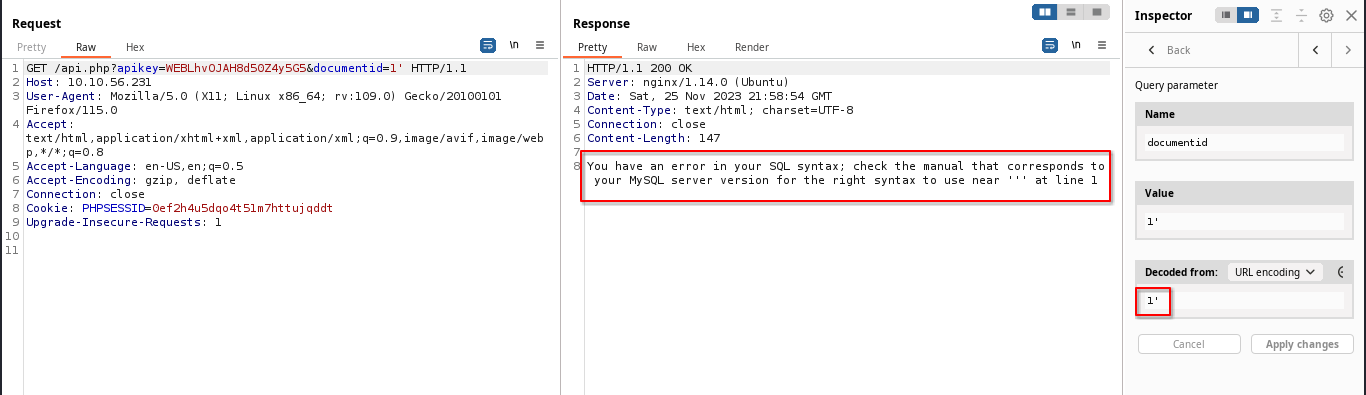 Request
Pretty Raw Hex
\n
1 GET /api.php?apikey=WEBLhvOJAH8d50Z4y5G5&documentid=1' HTTP/1.1
2 Host: 10.10.56.231
3 User-Agent: Mozilla/5.0 (X11; Linux x86_64; rv:109.0) Gecko/20100101
Firefox/115.0
4 Accept:
text/html,application/xhtml+xml,application/xml;q=0.9,image/avif,image/web
p,*/*;q=0.8
5 Accept-Language: en-US,en;q=0.5
6 Accept-Encoding: gzip, deflate
7 Connection: close
8 Cookie: PHPSESSID=0ef2h4u5dqo4t51m7httujqddt
9 Upgrade-Insecure-Requests: 1
10
11
Response
Pretty Raw Hex Render
\n
1 HTTP/1.1 200 OK
2 Server: nginx/1.14.0 (Ubuntu)
3 Date: Sat, 25 Nov 2023 21:58:54 GMT
4 Content-Type: text/html; charset=UTF-8
5 Connection: close
6 Content-Length: 147
7
8 You have an error in your SQL syntax; check the manual that corresponds to
your MySQL server version for the right syntax to use near ''' at line 1
Inspector
Back
Query parameter
Name
documentid
Value
1'
Decoded from: URL encoding
1'
Cancel Apply changes